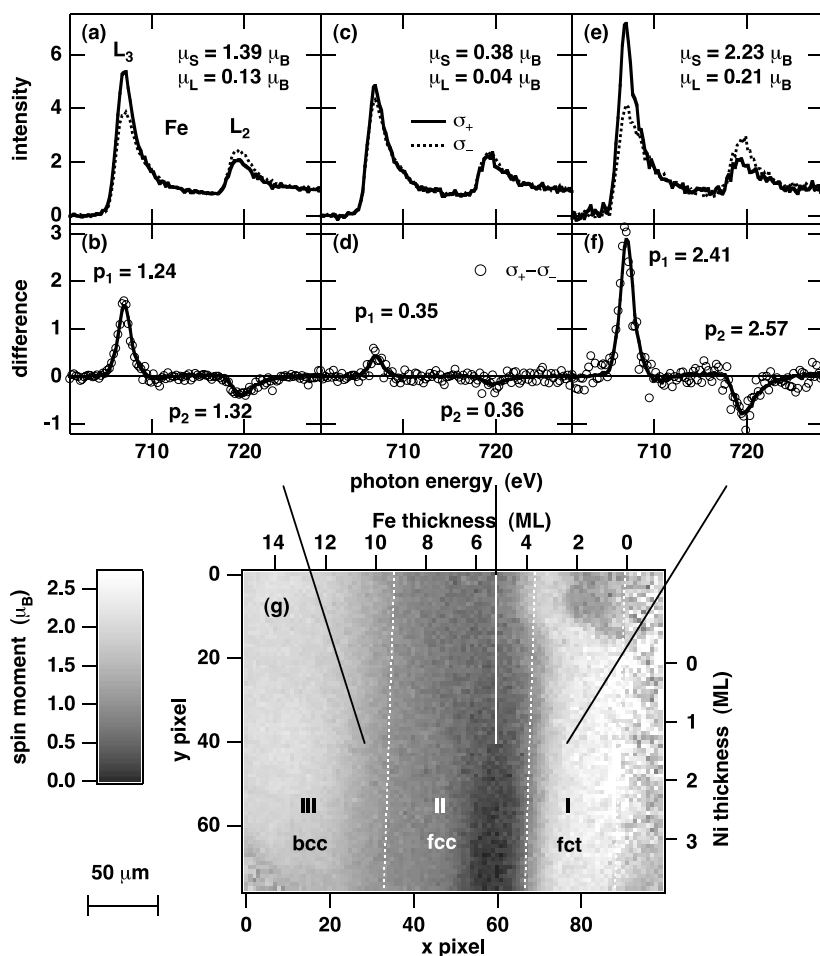 (a) L3 μS = 1.39 μB
μL = 0.13 μB
Fe L2
(c) μS = 0.38 μB
μL = 0.04 μB
σ+
σ−
(e) μS = 2.23 μB
μL = 0.21 μB
intensity
6
4
2
0
(b) p1 = 1.24
p2 = 1.32
(d) σ+−σ−
p1 = 0.35
p2 = 0.36
(f) p1 = 2.41
p2 = 2.57
difference
3
2
1
0
-1
710 720 710 720 710 720
photon energy (eV)
Fe thickness (ML)
14 12 10 8 6 4 2 0
(g)
spin moment (μB)
2.5
2.0
1.5
1.0
0.5
0.0
y pixel
0
20
40
60
Ni thickness (ML)
0
1
2
3
III II I
bcc fcc fct
50 μm
0 20 40 60 80
x pixel